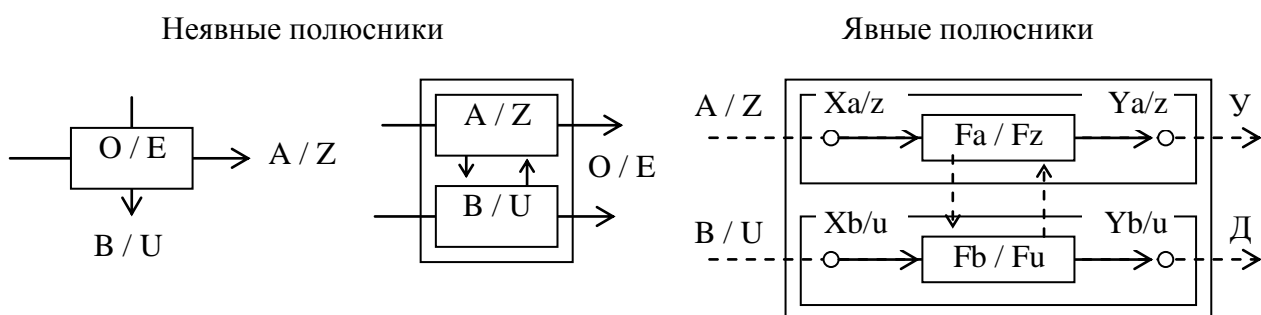 Неявные полюсники
Явные полюсники
O / E
A / Z
B / U
A / Z
O / E
B / U
A / Z
Xa/z
Ya/z
У
Fa / Fz
B / U
Xb/u
Yb/u
Д
Fb / Fu